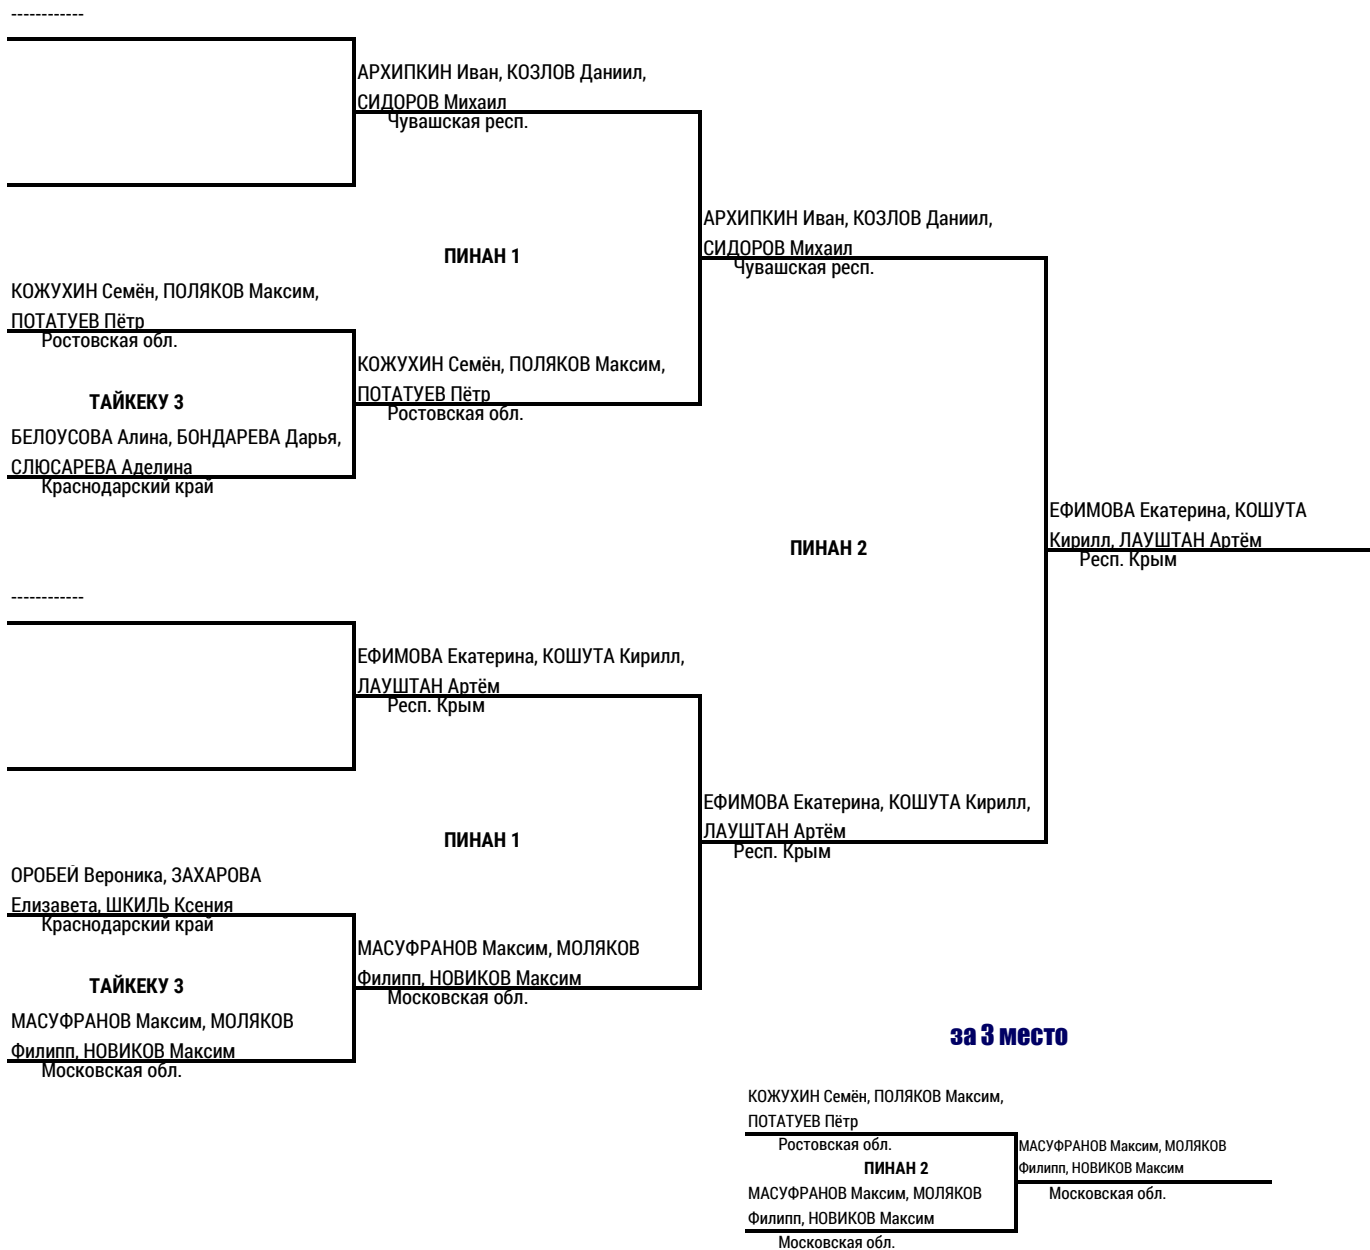 ------------
АРХИПКИН Иван, КОЗЛОВ Даниил,
СИДОРОВ Михаил
Чувашская респ.
АРХИПКИН Иван, КОЗЛОВ Даниил,
СИДОРОВ Михаил
Чувашская респ.
ПИНАН 1
КОЖУХИН Семён, ПОЛЯКОВ Максим,
ПОТАТУЕВ Пётр
Ростовская обл.
КОЖУХИН Семён, ПОЛЯКОВ Максим,
ПОТАТУЕВ Пётр
Ростовская обл.
ТАЙКЕКУ 3
БЕЛОУСОВА Алина, БОНДАРЕВА Дарья,
СЛЮСАРЕВА Аделина
Краснодарский край
ЕФИМОВА Екатерина, КОШУТА
Кирилл, ЛАУШТАН Артём
Респ. Крым
ПИНАН 2
------------
ЕФИМОВА Екатерина, КОШУТА Кирилл,
ЛАУШТАН Артём
Респ. Крым
ЕФИМОВА Екатерина, КОШУТА Кирилл,
ЛАУШТАН Артём
Респ. Крым
ПИНАН 1
ОРОБЕЙ Вероника, ЗАХАРОВА
Елизавета, ШКИЛЬ Ксения
Краснодарский край
МАСУФРАНОВ Максим, МОЛЯКОВ
Филипп, НОВИКОВ Максим
Московская обл.
ТАЙКЕКУ 3
МАСУФРАНОВ Максим, МОЛЯКОВ
Филипп, НОВИКОВ Максим
Московская обл.
за 3 место
КОЖУХИН Семён, ПОЛЯКОВ Максим,
ПОТАТУЕВ Пётр
Ростовская обл.
МАСУФРАНОВ Максим, МОЛЯКОВ
Филипп, НОВИКОВ Максим
Московская обл.
ПИНАН 2
МАСУФРАНОВ Максим, МОЛЯКОВ
Филипп, НОВИКОВ Максим
Московская обл.